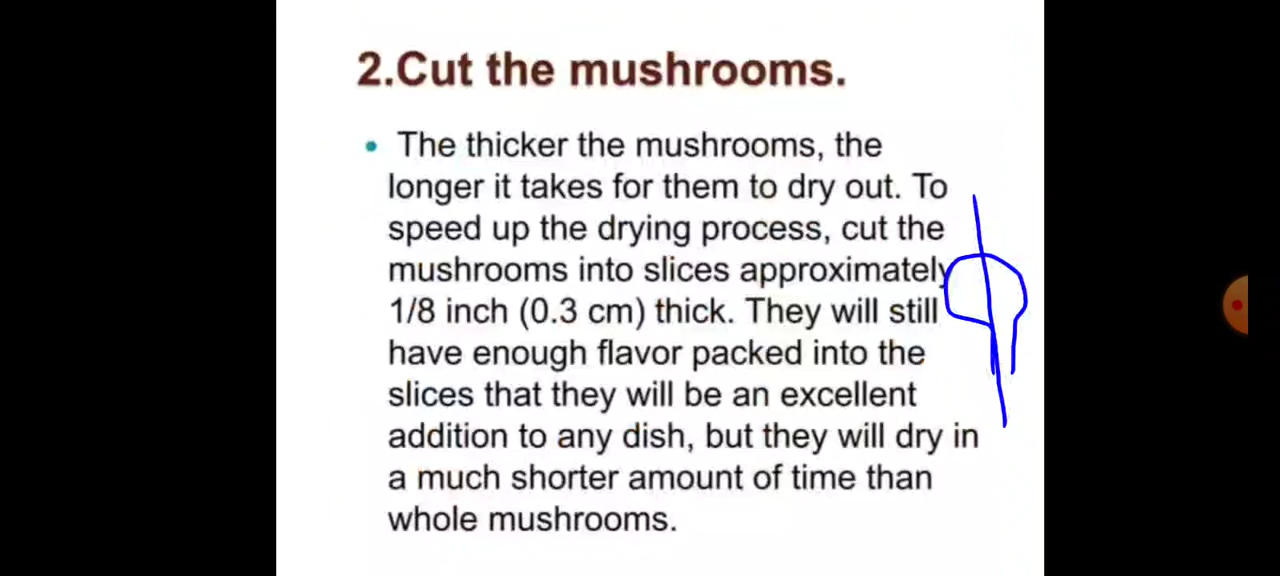 2.Cut the mushrooms.
• The thicker the mushrooms, the
longer it takes for them to dry out. To
speed up the drying process, cut the
mushrooms into slices approximately
1/8 inch (0.3 cm) thick. They will still
have enough flavor packed into the
slices that they will be an excellent
addition to any dish, but they will dry in
a much shorter amount of time than
whole mushrooms.